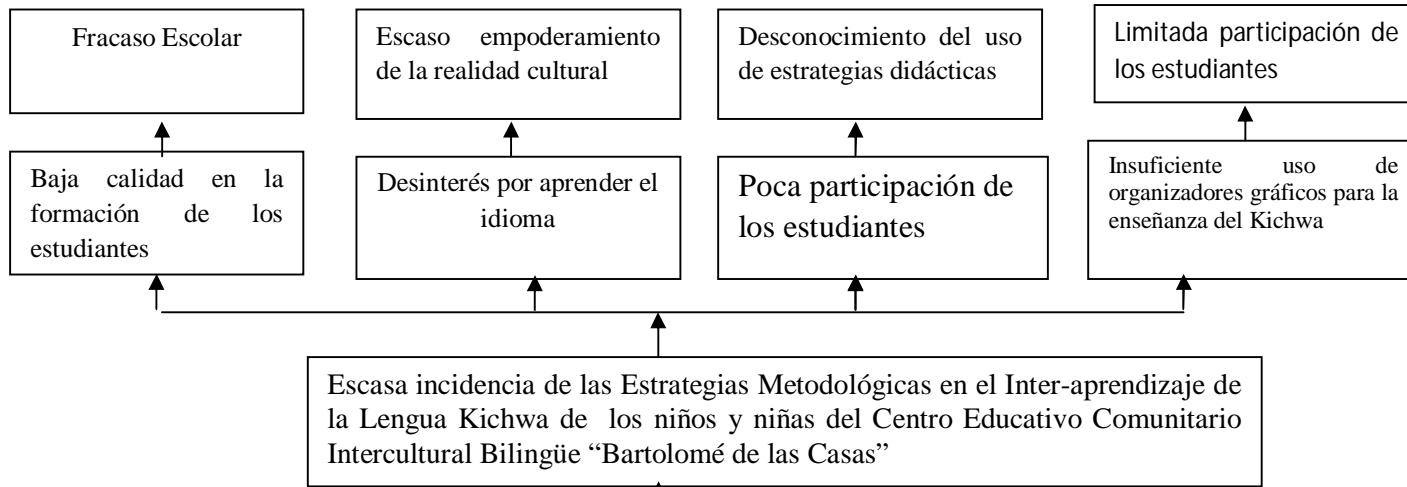 Fracaso Escolar
Escaso empoderamiento
de la realidad cultural
Desconocimiento del uso
de estrategias didácticas
Limitada participación de
los estudiantes
Baja calidad en la
formación de los
estudiantes
Desinterés por aprender el
idioma
Poca participación de
los estudiantes
Insuficiente uso de
organizadores gráficos para la
enseñanza del Kichwa
Escasa incidencia de las Estrategias Metodológicas en el Inter-aprendizaje de
la Lengua Kichwa de los niños y niñas del Centro Educativo Comunitario
Intercultural Bilingüe “Bartolomé de las Casas”